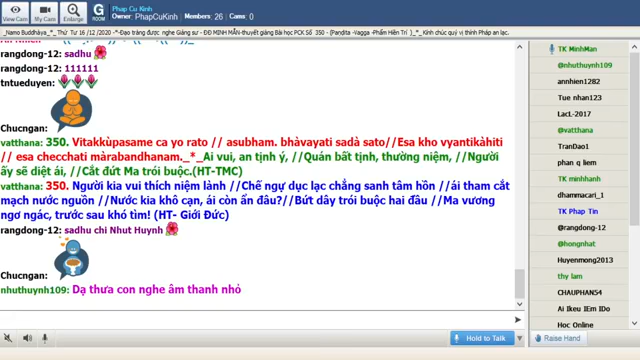 View Cam
My Cam
Enlarge
G
ROOM
Phap Cu Kinh
Owner: PhapCuKinh Members: 26 Cams: 0
_Namo Buddhàya_*_ Thứ Tư 16 /12 /2020 -*-Đạo tràng được nghe Giảng sư - ĐĐ MINH MẪN-thuyết giảng Bài học PCK Số 350 - (Pandita -Vagga -Phẩm Hiền Trí )_*_ Kính chúc quý vị thính Pháp an lạc.
rangdong-12: sadhu
rangdong-12: 111111
tntueduyen:
Chucngan:
vatthana: 350. Vitakkùpasame ca yo rato // asubham. bhàvayati sadà sato//Esa kho vyantikàhiti
// esa checchati màrabandhanam._*_Ai vui, an tịnh ý, //Quán bất tịnh, thường niệm, //Người
ấy sẽ diệt ái, //Cắt đứt Ma trói buộc.(HT-TMC)
vatthana: 350. Người kia vui thích niệm lành //Chế ngự dục lạc chẳng sanh tâm hồn //ái tham cắt
mạch nước nguồn //Nước kia khô cạn, ái còn ẩn đâu?//Bứt dây trói buộc hai đầu //Ma vương
ngơ ngác, trước sau khó tìm! (HT- Giới Đức)
rangdong-12: sadhu chi Nhut Huỳnh
Chucngan:
nhuthuynh109: Dạ thưa con nghe âm thanh nhỏ
TK MinhMan
@nhuthuynh109
annhien1282
Tue nhan123
LacL-2017
@vatthana
TranDao1
phan q liem
TK minhhanh
dhammacari_1
TK Phap Tin
@rangdong-12
@hongnhat
Huyenmong2013
thy lam
CHAUPHAN54
Ai Ikeu IEm IDo
Hoc Online
Hold to Talk
Raise Hand